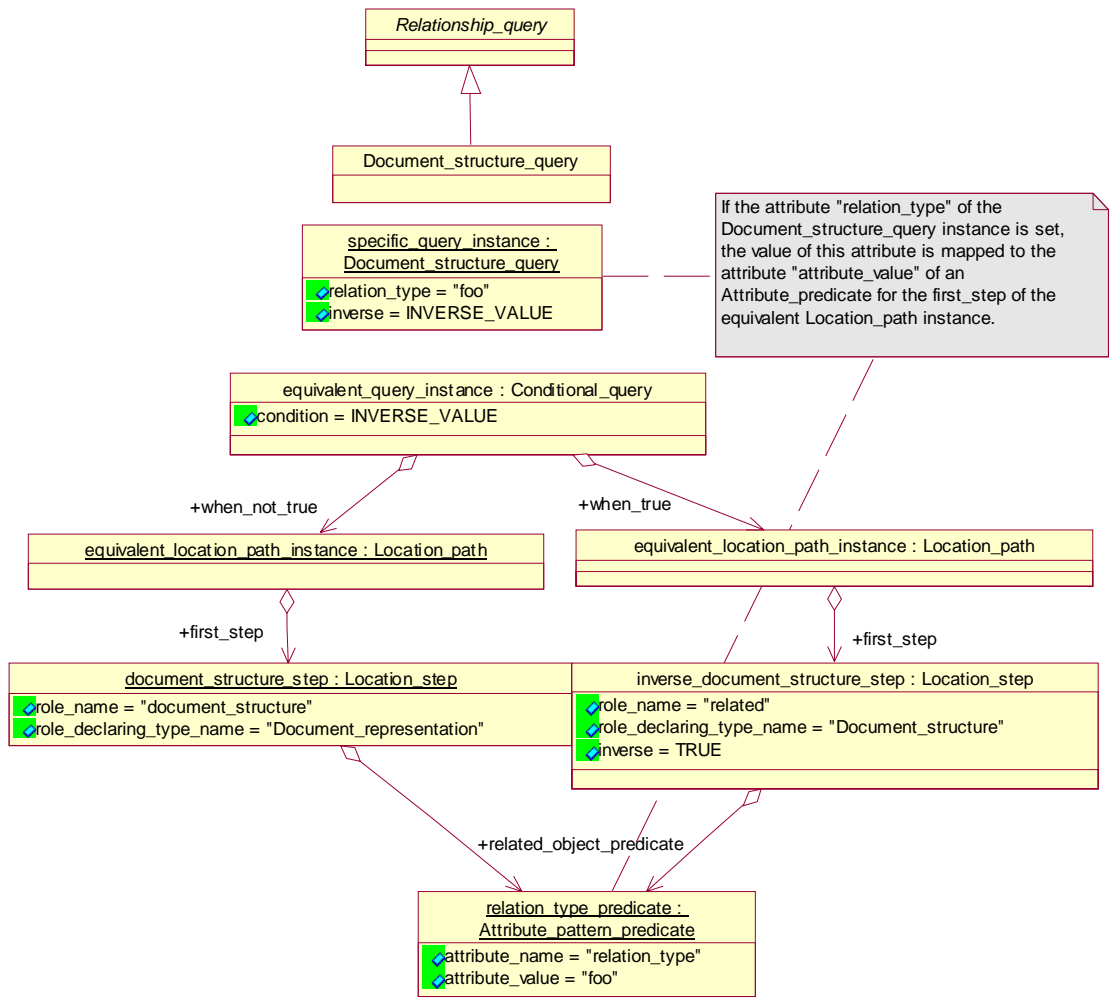 Relationship_query
Document_structure_query
specific_query_instance :
Document_structure_query
relation_type = "foo"
inverse = INVERSE_VALUE
If the attribute "relation_type" of the
Document_structure_query instance is set,
the value of this attribute is mapped to the
attribute "attribute_value" of an
Attribute_predicate for the first_step of the
equivalent Location_path instance.
equivalent_query_instance : Conditional_query
condition = INVERSE_VALUE
+when_not_true
+when_true
equivalent_location_path_instance : Location_path
equivalent_location_path_instance : Location_path
+first_step
+first_step
document_structure_step : Location_step
role_name = "document_structure"
role_declaring_type_name = "Document_representation"
inverse_document_structure_step : Location_step
role_name = "related"
role_declaring_type_name = "Document_structure"
inverse = TRUE
+related_object_predicate
relation_type_predicate :
Attribute_pattern_predicate
attribute_name = "relation_type"
attribute_value = "foo"